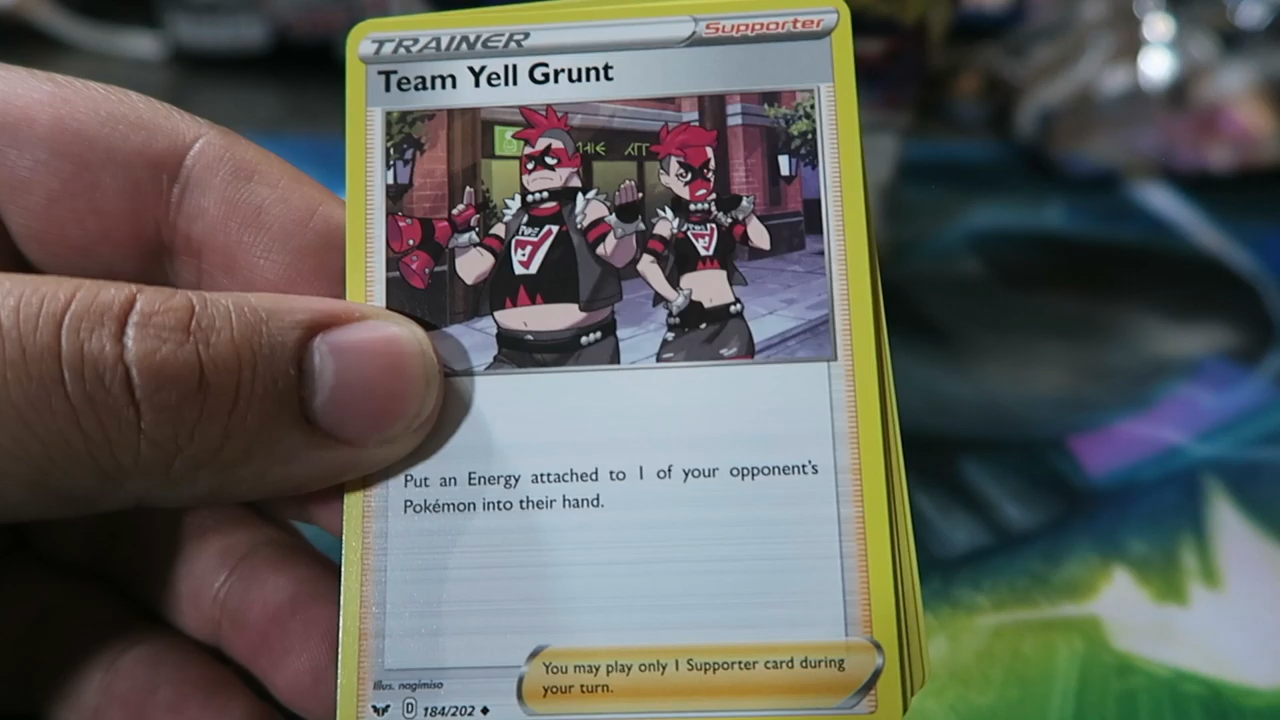 TRAINER
Supporter
Team Yell Grunt
Put an Energy attached to 1 of your opponent's
Pokémon into their hand.
You may play only 1 Supporter card during
your turn.
Illus. nagimiso
D 184/202